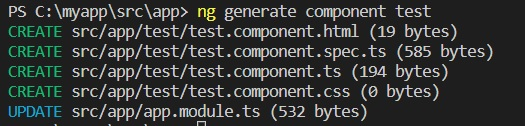 PS C:\myapp\src\app> ng generate component test
CREATE src/app/test/test.component.html (19 bytes)
CREATE src/app/test/test.component.spec.ts (585 bytes)
CREATE src/app/test/test.component.ts (194 bytes)
CREATE src/app/test/test.component.css (0 bytes)
UPDATE src/app/app.module.ts (532 bytes)